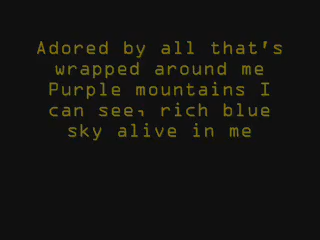 Adored by all that's
wrapped around me
Purple mountains I
can see, rich blue
sky alive in me